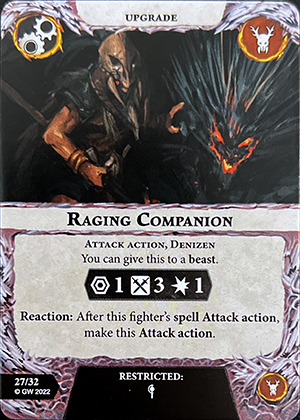 UPGRADE
RAGING COMPANION
ATTACK ACTION, DENIZEN
You can give this to a beast.
1 3 1
Reaction: After this fighter's spell Attack action,
make this Attack action.
27/32
© GW 2022
RESTRICTED: